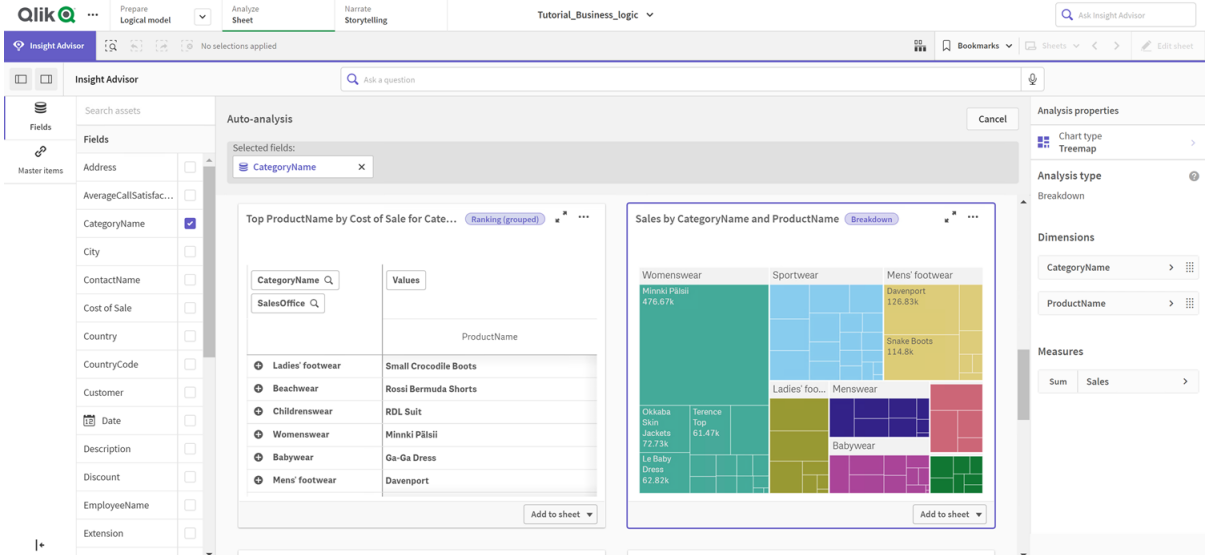 Qlik
Prepare
Logical model
Analyze
Sheet
Narrate
Storytelling
Tutorial_Business_logic
Ask Insight Advisor
Insight Advisor
No selections applied
Bookmarks
Sheets
Edit sheet
Insight Advisor
Ask a question
Fields
Master items
Search assets
Fields
Address
AverageCallSatisfac...
CategoryName
City
ContactName
Cost of Sale
Country
CountryCode
Customer
Date
Description
Discount
EmployeeName
Extension
Auto-analysis
Cancel
Selected fields:
CategoryName
Top ProductName by Cost of Sale for Cate...
Ranking (grouped)
CategoryName
Values
SalesOffice
ProductName
Ladies' footwear Small Crocodile Boots
Beachwear Rossi Bermuda Shorts
Childrenswear RDL Suit
Womenswear Minnki Pälsii
Babywear Ga-Ga Dress
Mens' footwear Davenport
Add to sheet
Sales by CategoryName and ProductName
Breakdown
Womenswear
Sportwear
Mens' footwear
Minnki Pälsii
476.67k
Davenport
126.83k
Snake Boots
114.8k
Ladies' foo...
Menswear
Okkaba
Skin
Jackets
72.73k
Terence
Top
61.47k
Babywear
Le Baby
Dress
62.82k
Add to sheet
Analysis properties
Chart type
Treemap
Analysis type
Breakdown
Dimensions
CategoryName
ProductName
Measures
Sum Sales